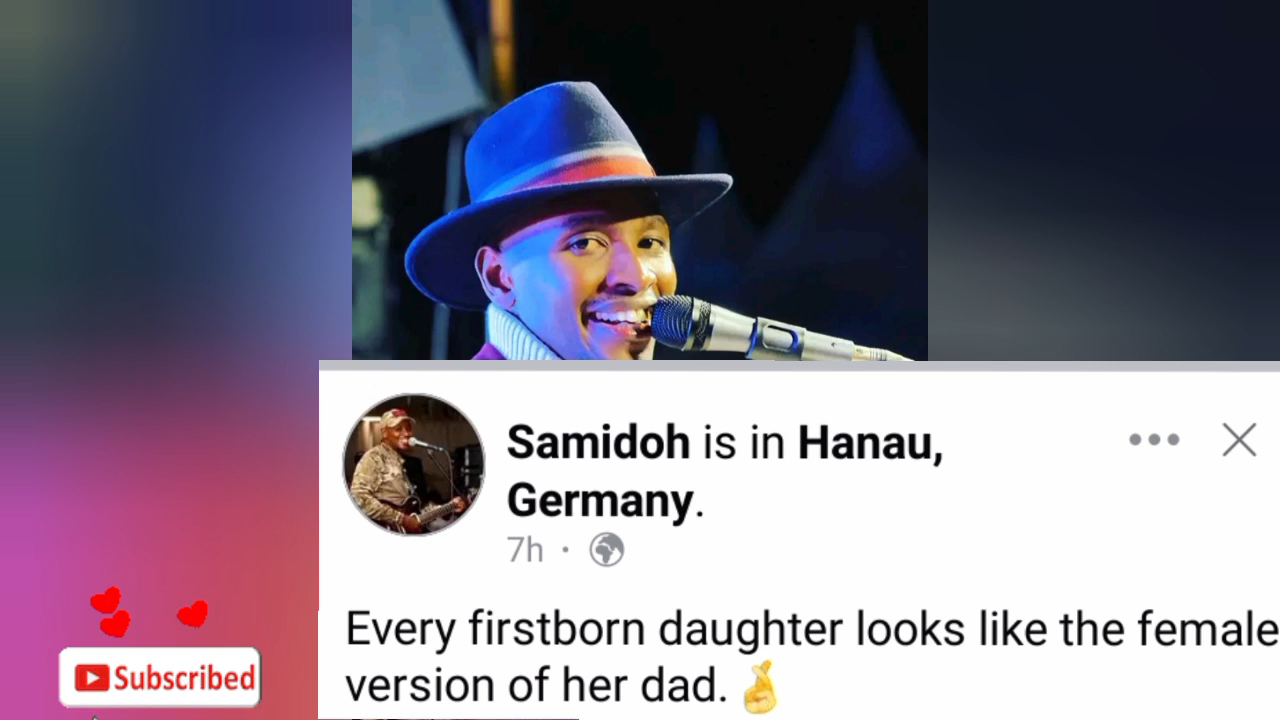 Samidoh is in Hanau,
Germany.
7h ·
Every firstborn daughter looks like the female
version of her dad. 🤞
Subscribed